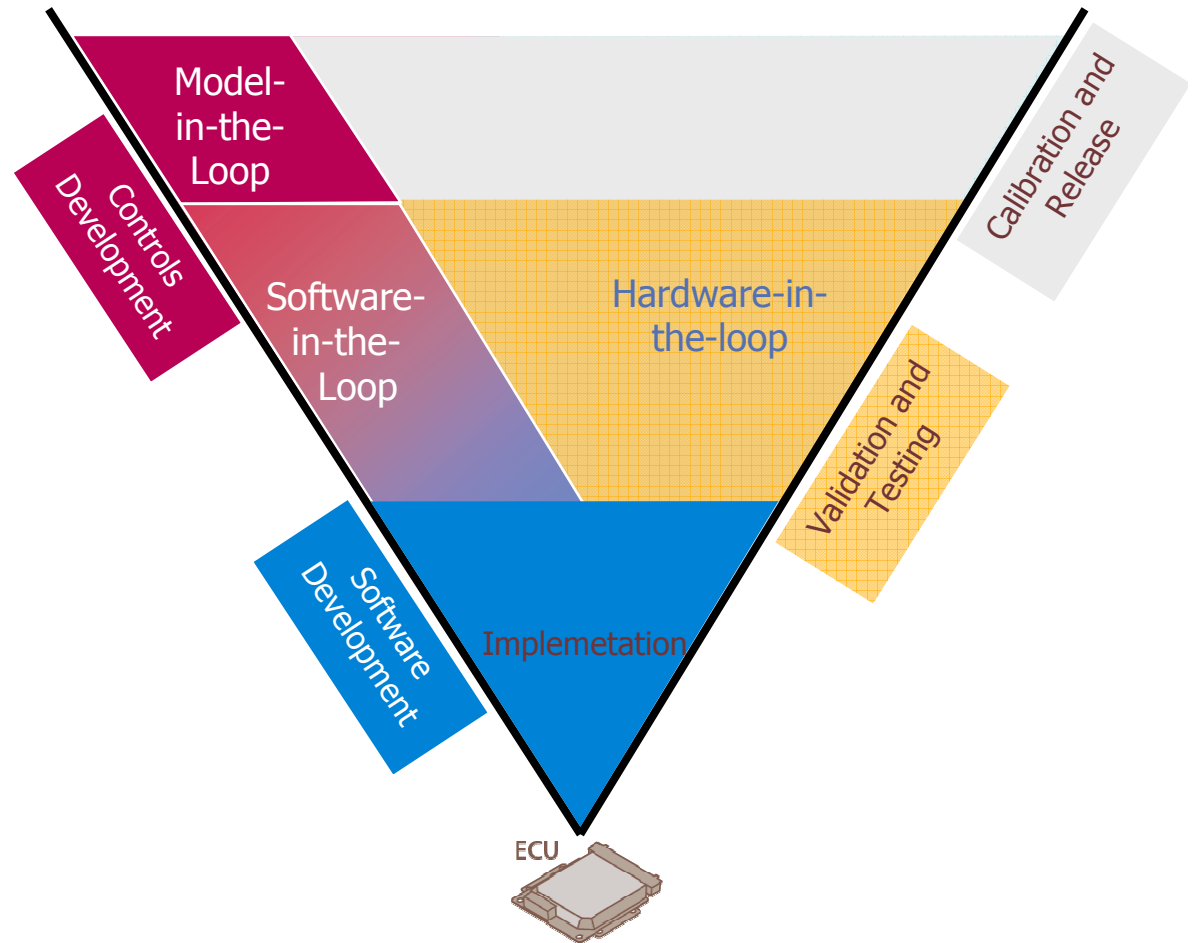 Model-
in-the-
Loop
Calibration and
Release
Controls
Development
Software-
in-the-
Loop
Hardware-in-
the-loop
Validation and
Testing
Software
Development
Implemetation
ECU